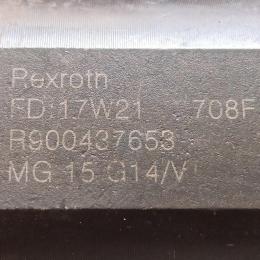 Rexroth
FD:17W21 708F
R900437653
MG 15 G14/V